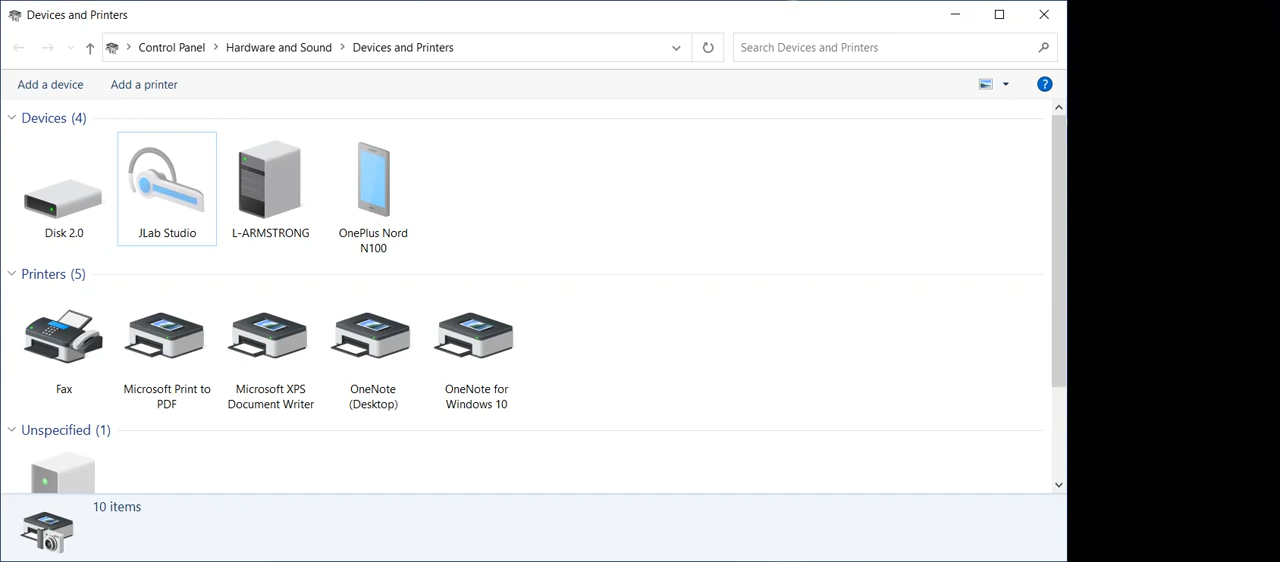 Devices and Printers
Control Panel > Hardware and Sound > Devices and Printers
Search Devices and Printers
Add a device Add a printer
?
Devices (4)
Disk 2.0
JLab Studio
L-ARMSTRONG
OnePlus Nord
N100
Printers (5)
Fax
Microsoft Print to
PDF
Microsoft XPS
Document Writer
OneNote
(Desktop)
OneNote for
Windows 10
Unspecified (1)
10 items